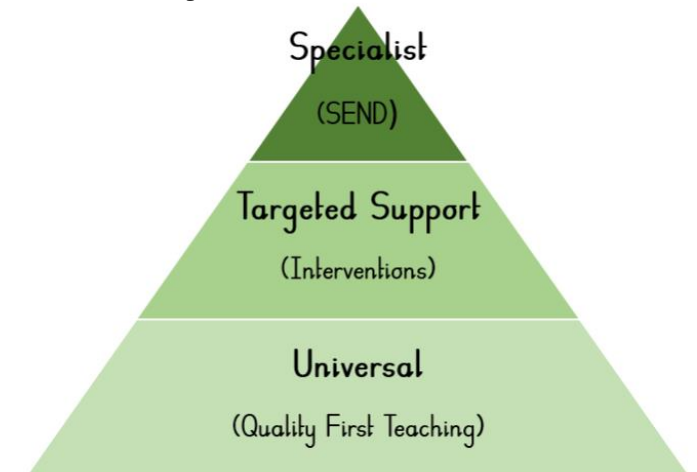 Specialist
(SEND)
Targeted Support
(Interventions)
Universal
(Quality First Teaching)